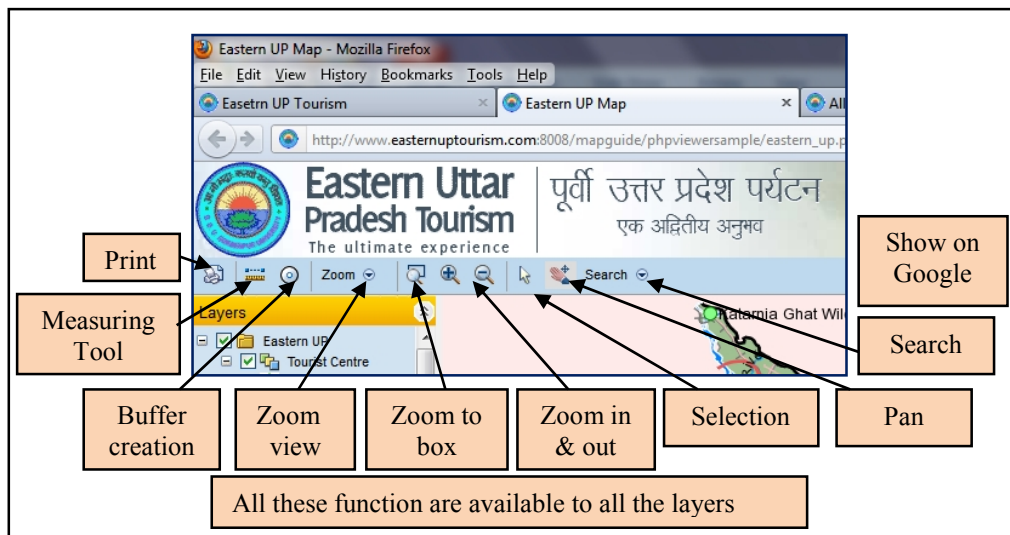 Eastern UP Map - Mozilla Firefox
File Edit View History Bookmarks Tools Help
Easetrn UP Tourism
Eastern UP Map
All
http://www.easternuptourism.com:8008/mapguide/phpviewersample/eastern_up.p
Eastern Uttar
Pradesh Tourism
The ultimate experience
पूर्वी उत्तर प्रदेश पर्यटन
एक अद्वितीय अनुभव
Print
Show on
Google
Zoom
Search
Measuring
Tool
Layers
Eastern UP
Tourist Centre
Katarnia Ghat Wil
Search
Buffer
creation
Zoom
view
Zoom to
box
Zoom in
& out
Selection
Pan
All these function are available to all the layers